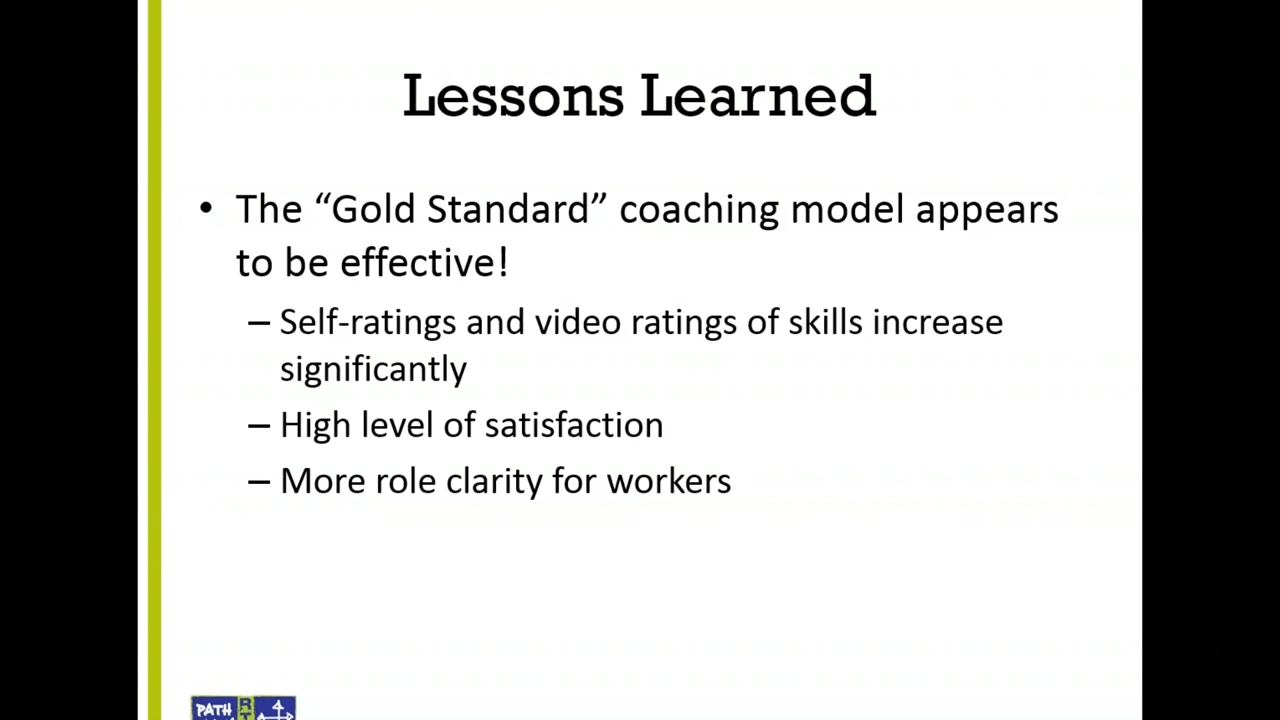 Lessons Learned
• The “Gold Standard” coaching model appears
to be effective!
– Self-ratings and video ratings of skills increase
significantly
– High level of satisfaction
– More role clarity for workers
PATH